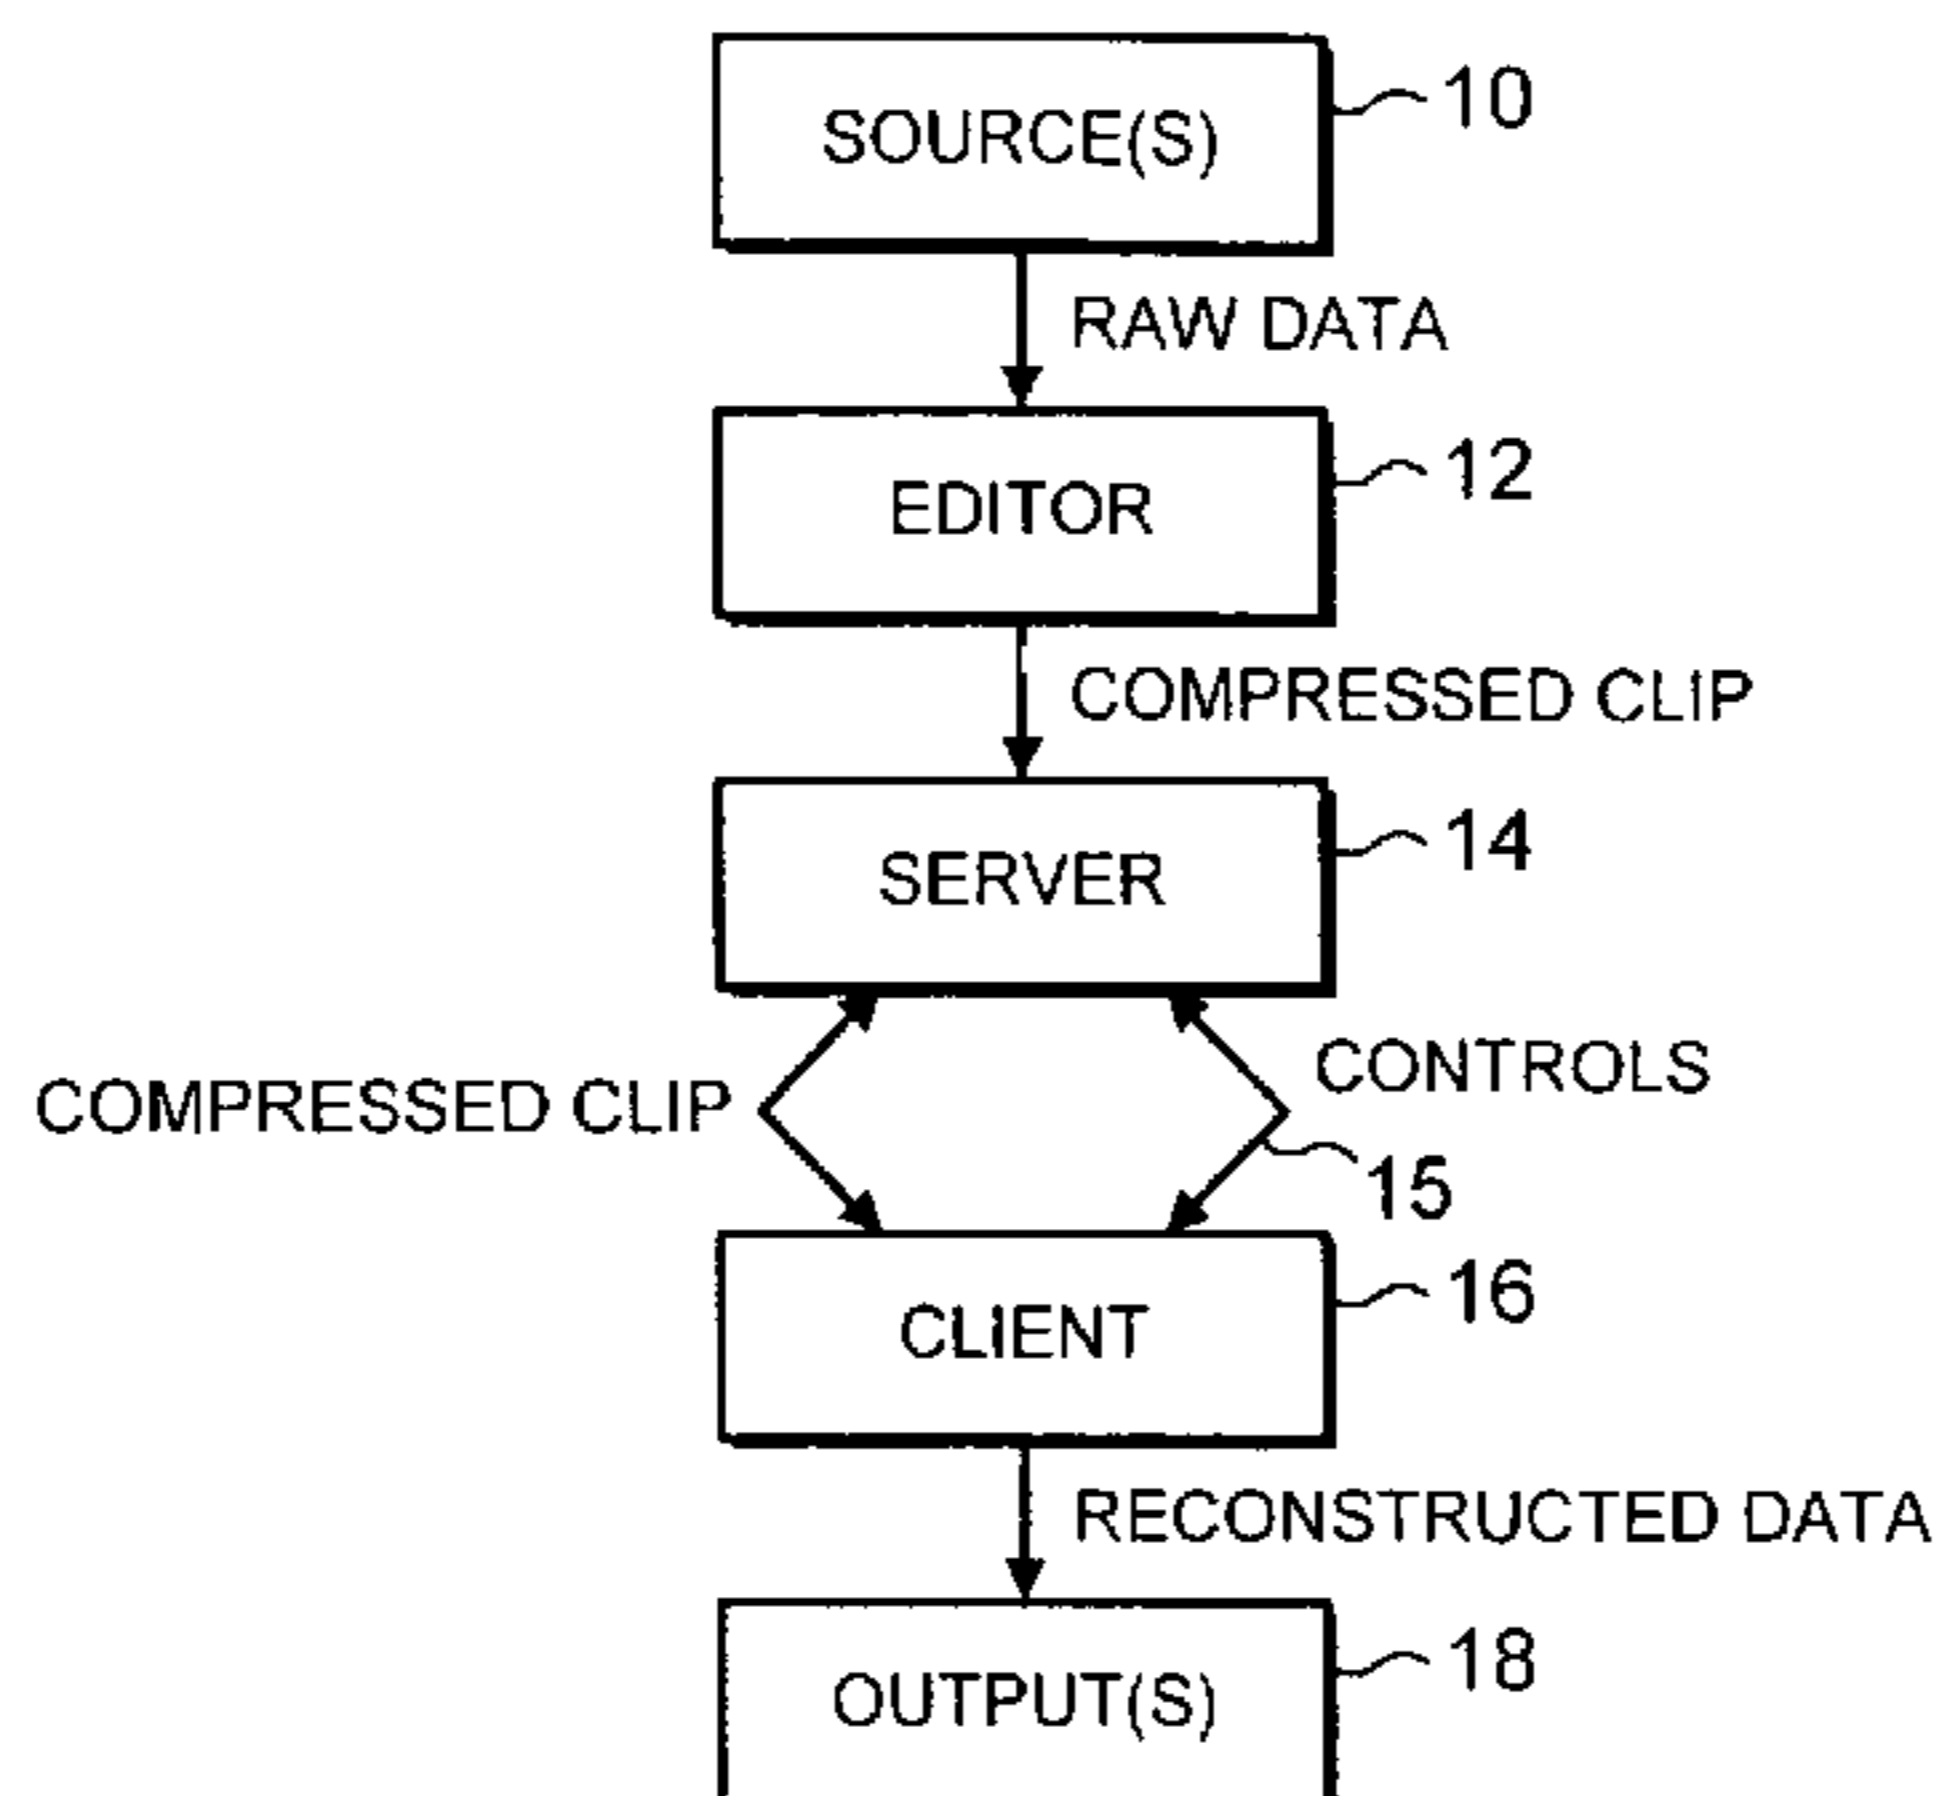 SOURCE(S)
10
RAW DATA
EDITOR
12
COMPRESSED CLIP
SERVER
14
COMPRESSED CLIP
CONTROLS
15
CLIENT
16
RECONSTRUCTED DATA
OUTPUT(S)
18